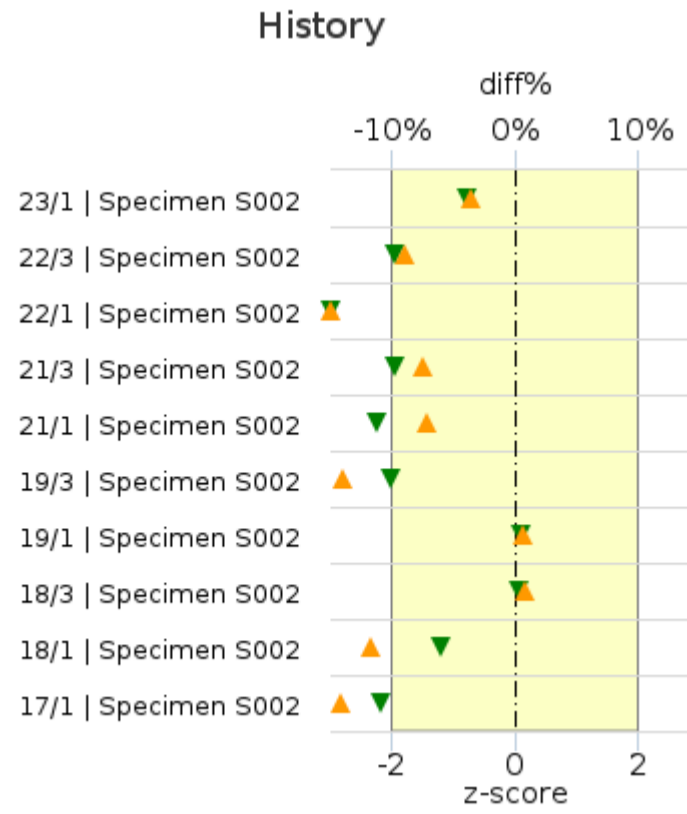 History
diff%
-10% 0% 10%
23/1 | Specimen S002
22/3 | Specimen S002
22/1 | Specimen S002
21/3 | Specimen S002
21/1 | Specimen S002
19/3 | Specimen S002
19/1 | Specimen S002
18/3 | Specimen S002
18/1 | Specimen S002
17/1 | Specimen S002
-2 0 2
z-score